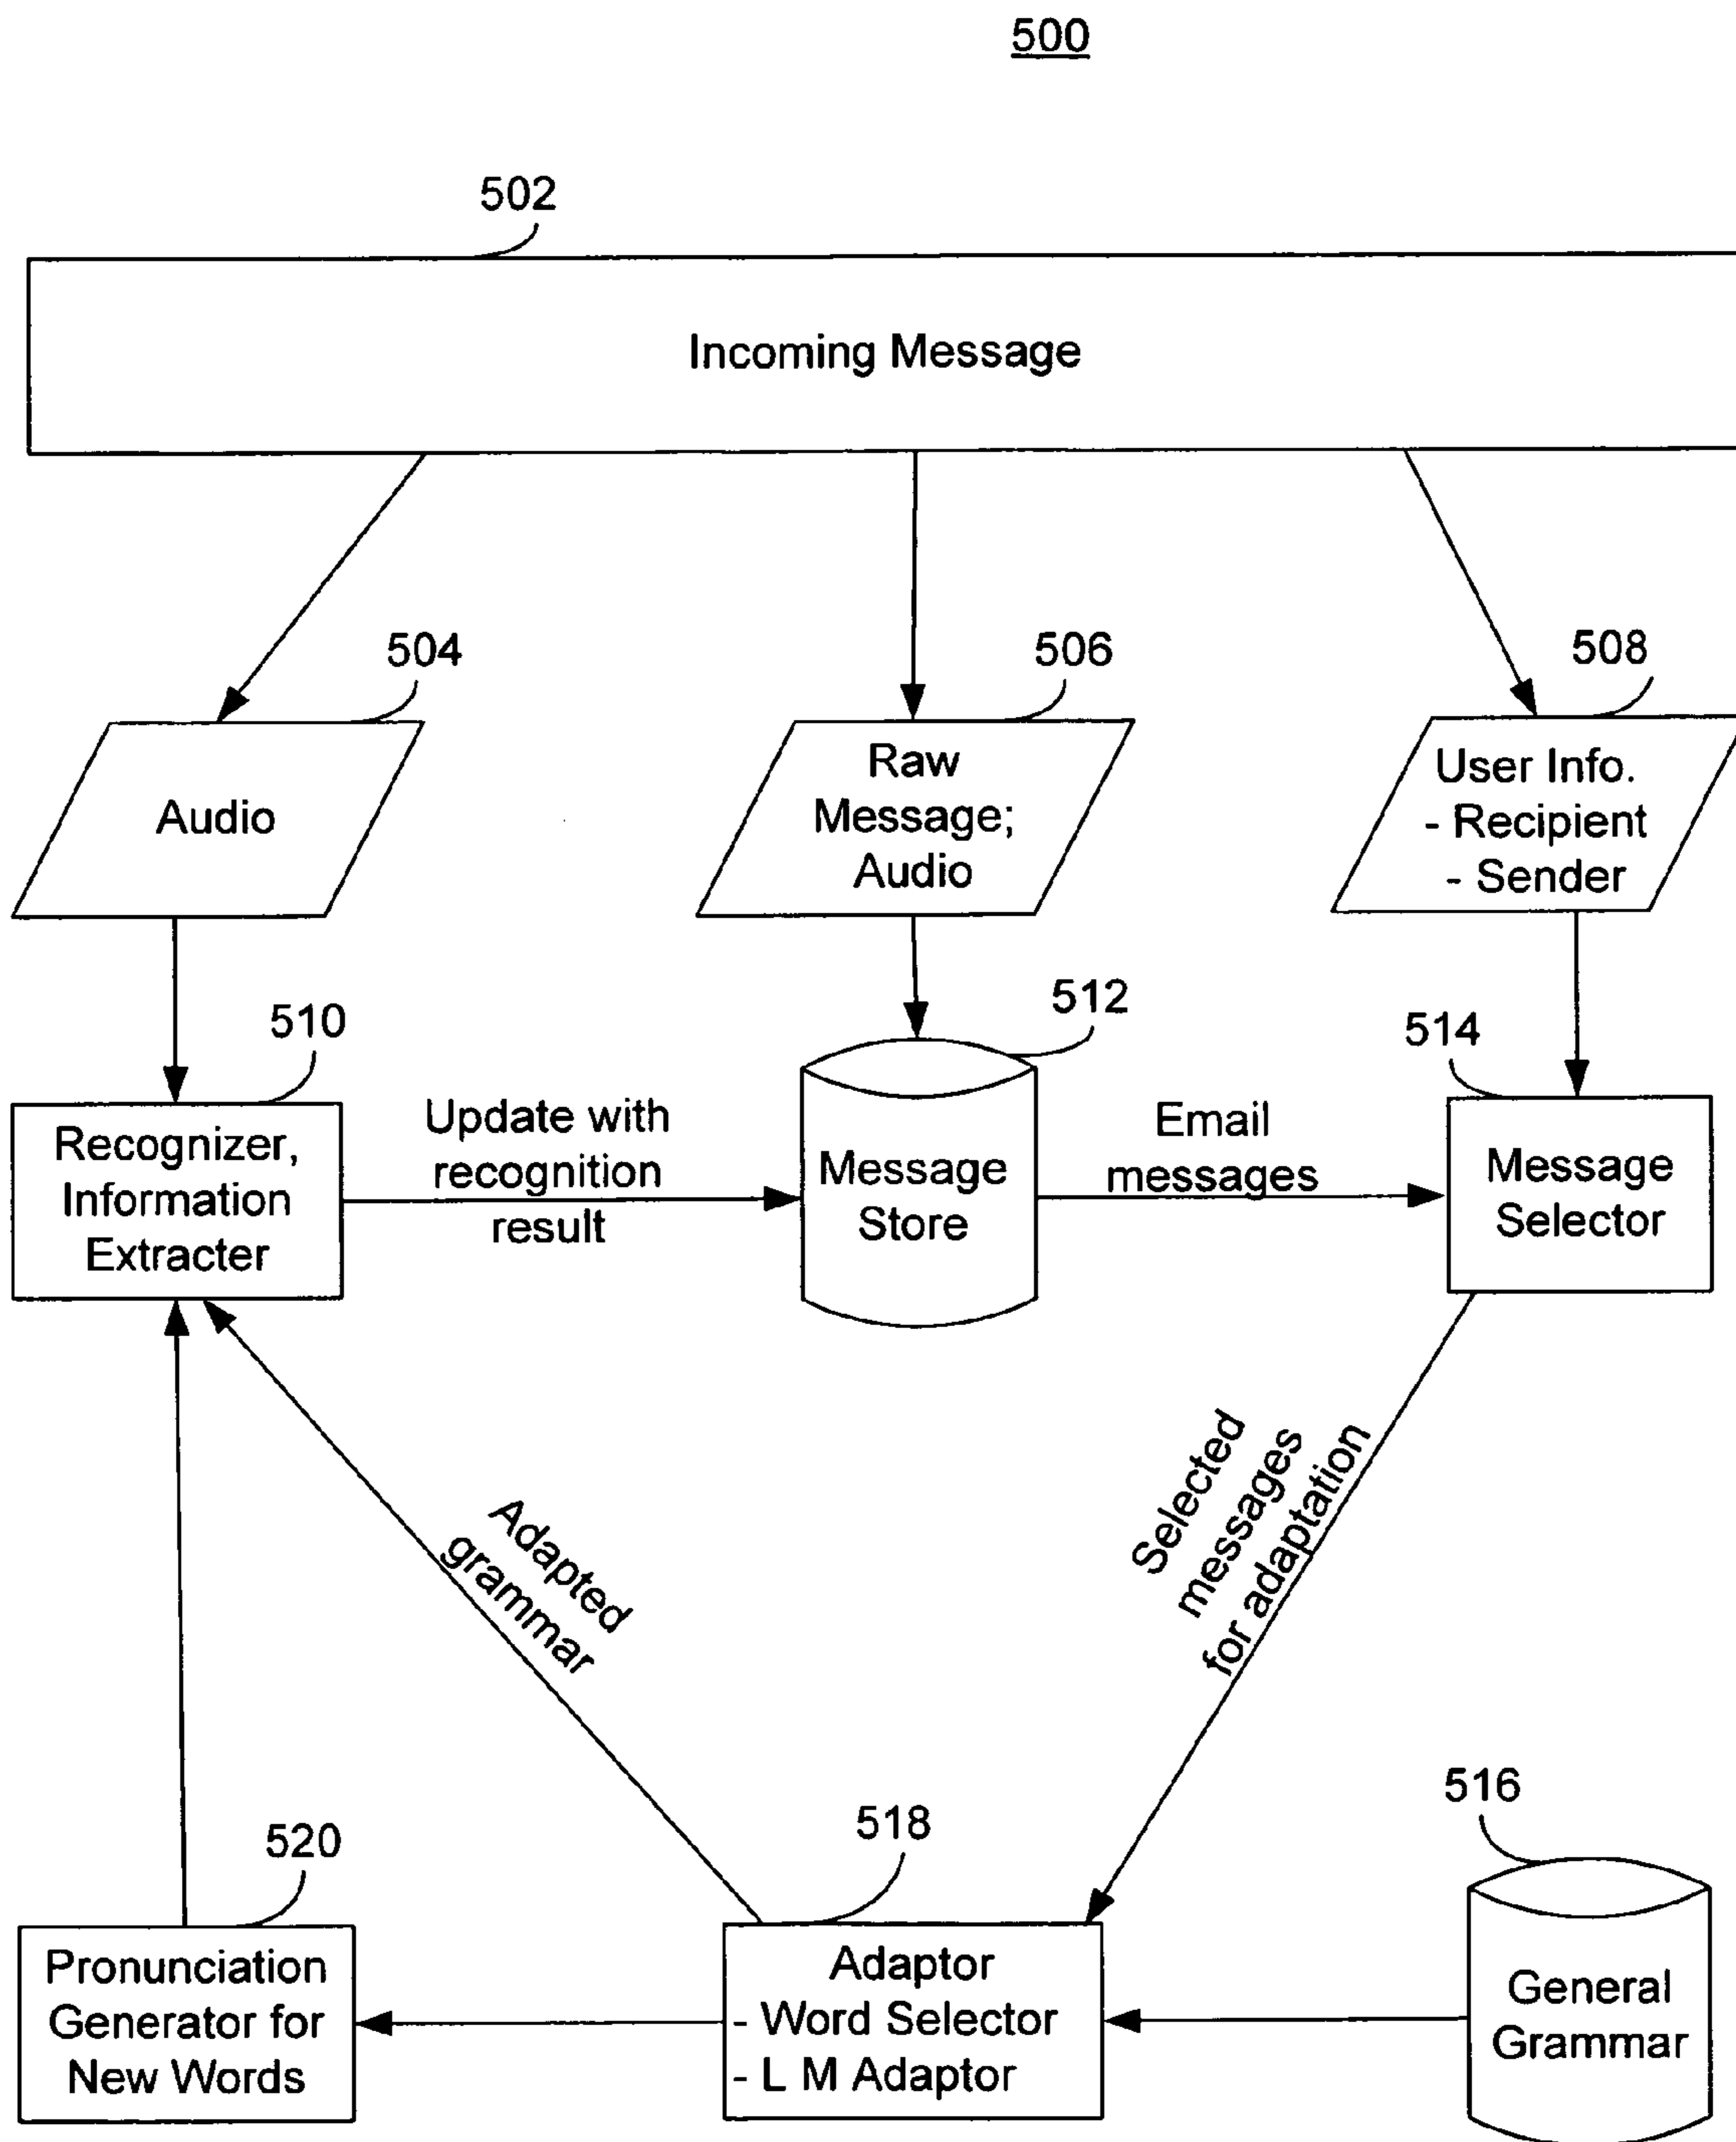 500
502
Incoming Message
504
506
508
Audio
Raw
Message;
Audio
User Info.
- Recipient
- Sender
510
512
514
Recognizer,
Information
Extracter
Update with
recognition
result
Message
Store
Email
messages
Message
Selector
Adapted
grammar
Selected
messages
for adaptation
516
518
520
Pronunciation
Generator for
New Words
Adaptor
- Word Selector
- L M Adaptor
General
Grammar